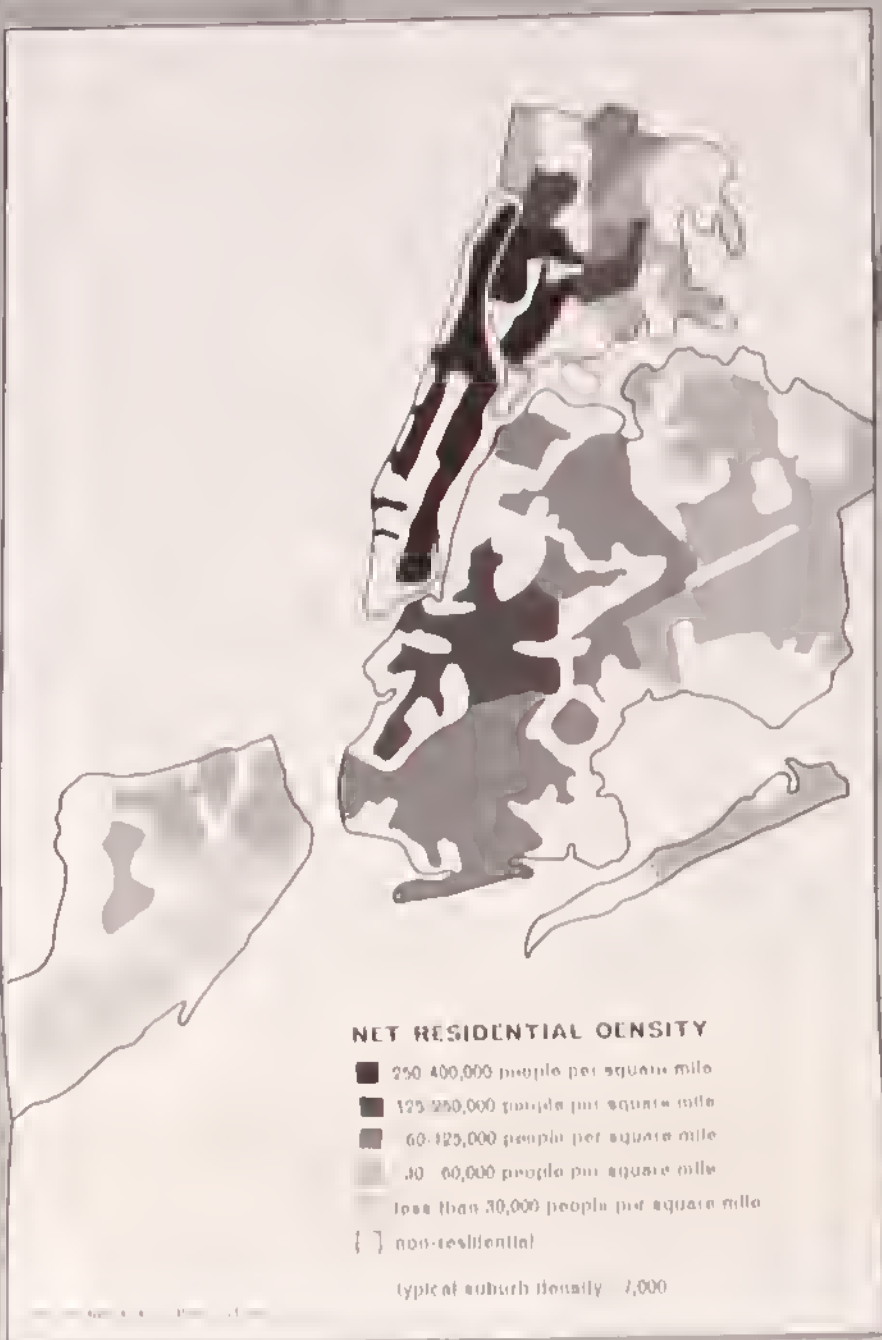 NET RESIDENTIAL DENSITY
250-400,000 people per square mile
125-250,000 people per square mile
60-125,000 people per square mile
30-60,000 people per square mile
less than 30,000 people per square mile
[ ] non-residential
typical suburb density 7,000